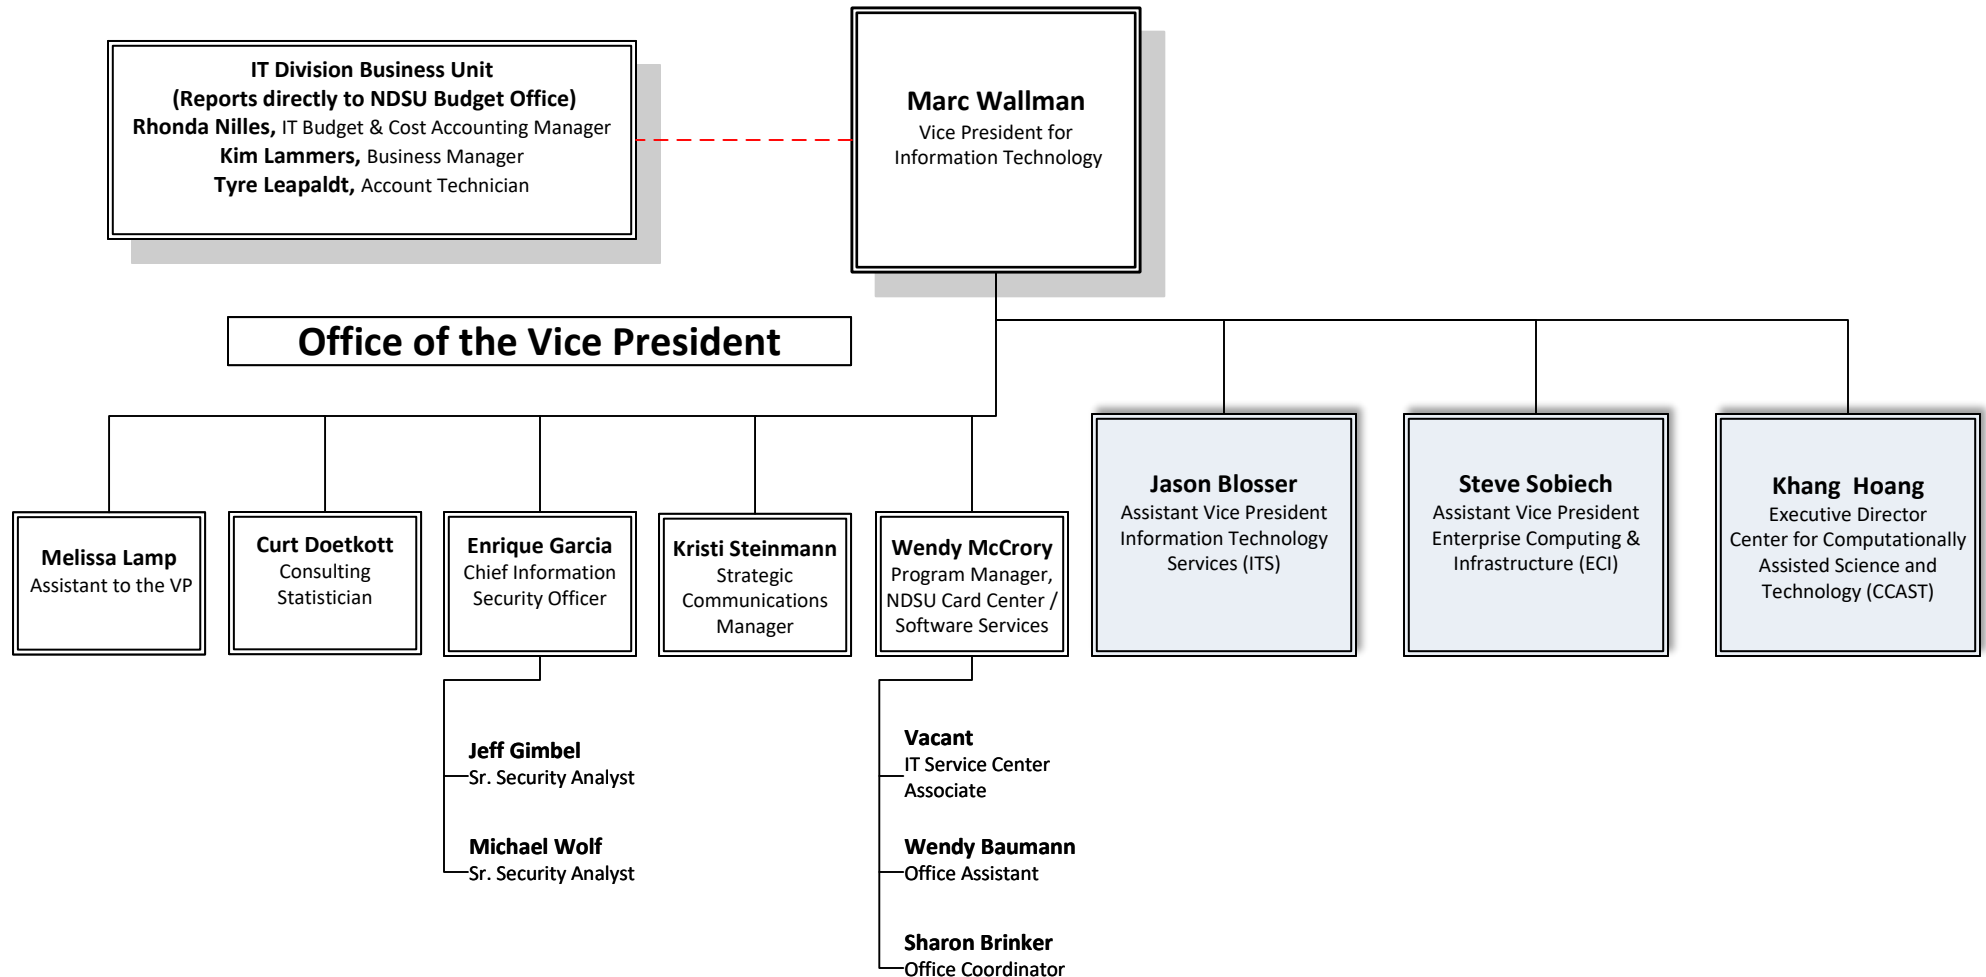 IT Division Business Unit
(Reports directly to NDSU Budget Office)
Rhonda Nilles, IT Budget & Cost Accounting Manager
Kim Lammers, Business Manager
Tyre Leapaldt, Account Technician
Marc Wallman
Vice President for
Information Technology
Office of the Vice President
Melissa Lamp
Assistant to the VP
Curt Doetkott
Consulting
Statistician
Enrique Garcia
Chief Information
Security Officer
Kristi Steinmann
Strategic
Communications
Manager
Wendy McCrory
Program Manager,
NDSU Card Center /
Software Services
Jason Blosser
Assistant Vice President
Information Technology
Services (ITS)
Steve Sobiech
Assistant Vice President
Enterprise Computing &
Infrastructure (ECI)
Khang  Hoang
Executive Director
Center for Computationally
Assisted Science and
Technology (CCAST)
Jeff Gimbel
Sr. Security Analyst
Michael Wolf
Sr. Security Analyst
Vacant
IT Service Center
Associate
Wendy Baumann
Office Assistant
Sharon Brinker
Office Coordinator